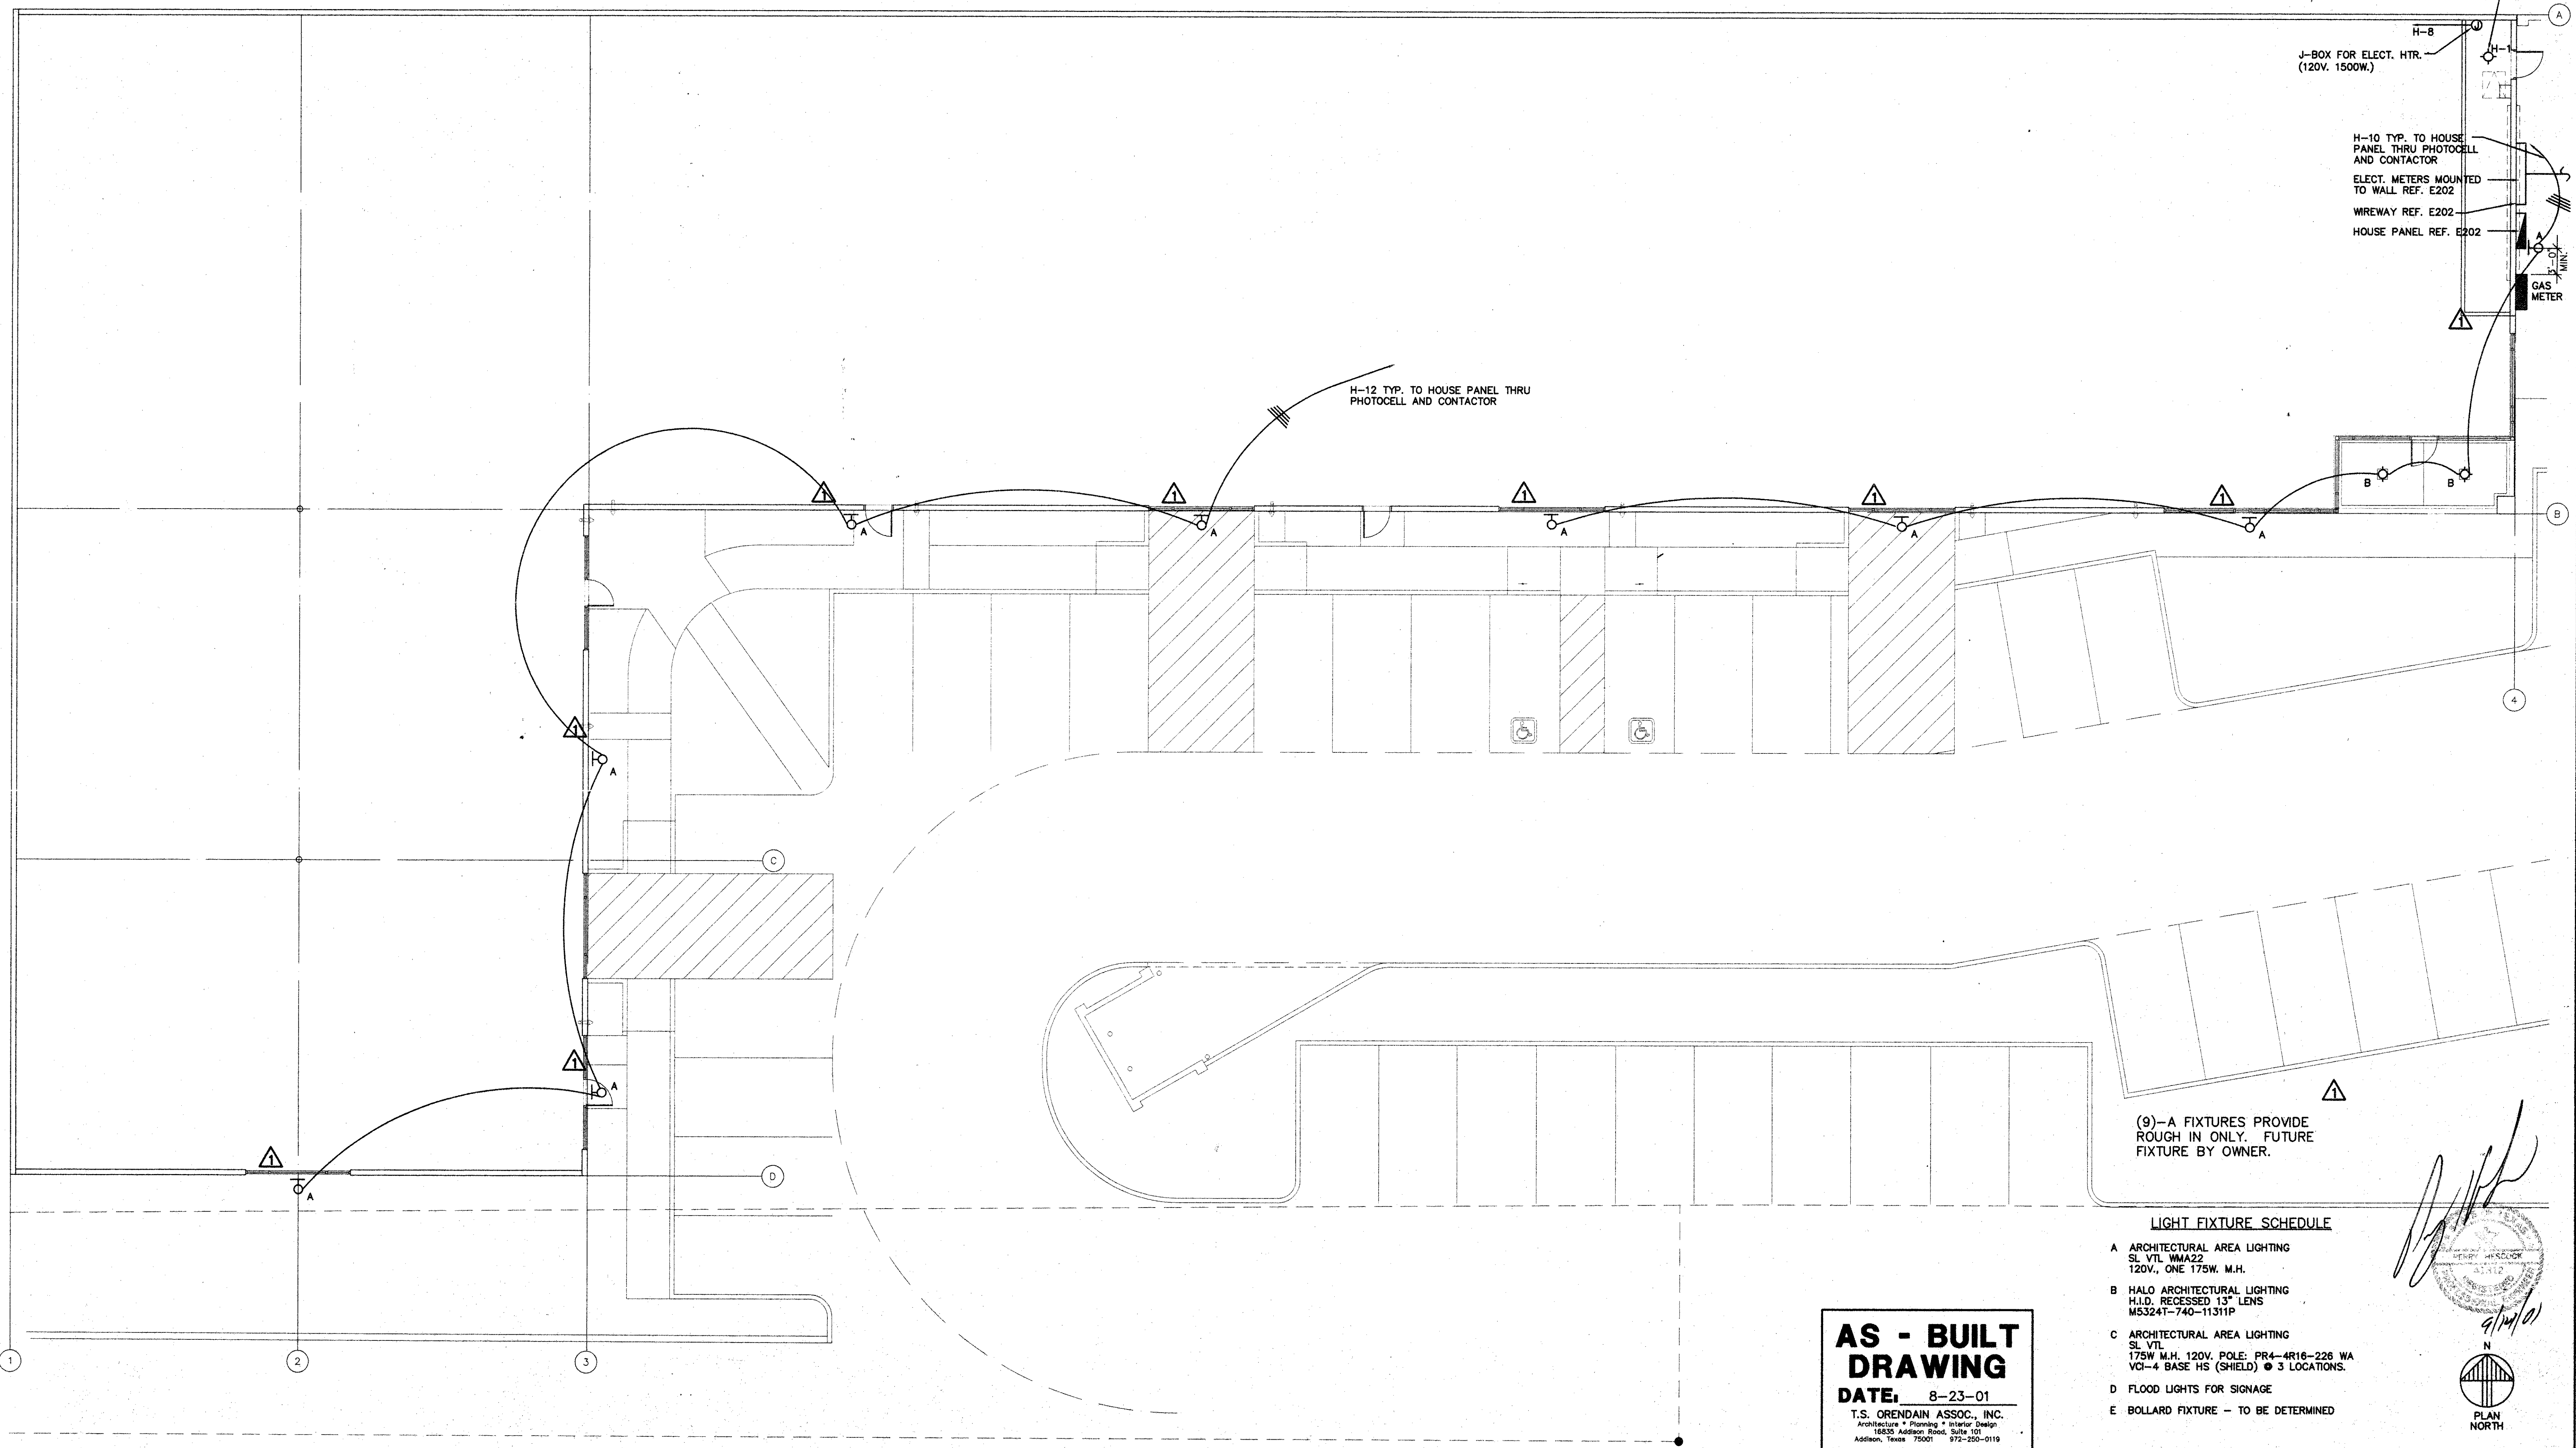 A
H-8
J-BOX FOR ELECT. HTR.
(120V. 1500W.)
J
H-1
H-10 TYP. TO HOUSE
PANEL THRU PHOTOCELL
AND CONTACTOR
ELECT. METERS MOUNTED
TO WALL REF. E202
WIREWAY REF. E202
HOUSE PANEL REF. E202
A
3'-0"
MIN.
GAS
METER
1
H-12 TYP. TO HOUSE PANEL THRU
PHOTOCELL AND CONTACTOR
B
B
1
1
1
1
1
A
A
A
A
A
B
4
1
A
C
1
A
1
A
D
1
(9)-A FIXTURES PROVIDE
ROUGH IN ONLY. FUTURE
FIXTURE BY OWNER.
LIGHT FIXTURE SCHEDULE
A ARCHITECTURAL AREA LIGHTING
SL VTL WMA22
120V., ONE 175W. M.H.
B HALO ARCHITECTURAL LIGHTING
H.I.D. RECESSED 13" LENS
M5324T-740-11311P
C ARCHITECTURAL AREA LIGHTING
SL VTL
175W M.H. 120V. POLE: PR4-4R16-226 WA
VCI-4 BASE HS (SHIELD) @ 3 LOCATIONS.
D FLOOD LIGHTS FOR SIGNAGE
E BOLLARD FIXTURE - TO BE DETERMINED
PERRY HESCOCK
N
PLAN
NORTH
1
2
3
AS - BUILT
DRAWING
DATE: 8-23-01
T.S. ORENDAIN ASSOC., INC.
Architecture * Planning * Interior Design
16835 Addison Road, Suite 101
Addison, Texas 75001 972-250-0119